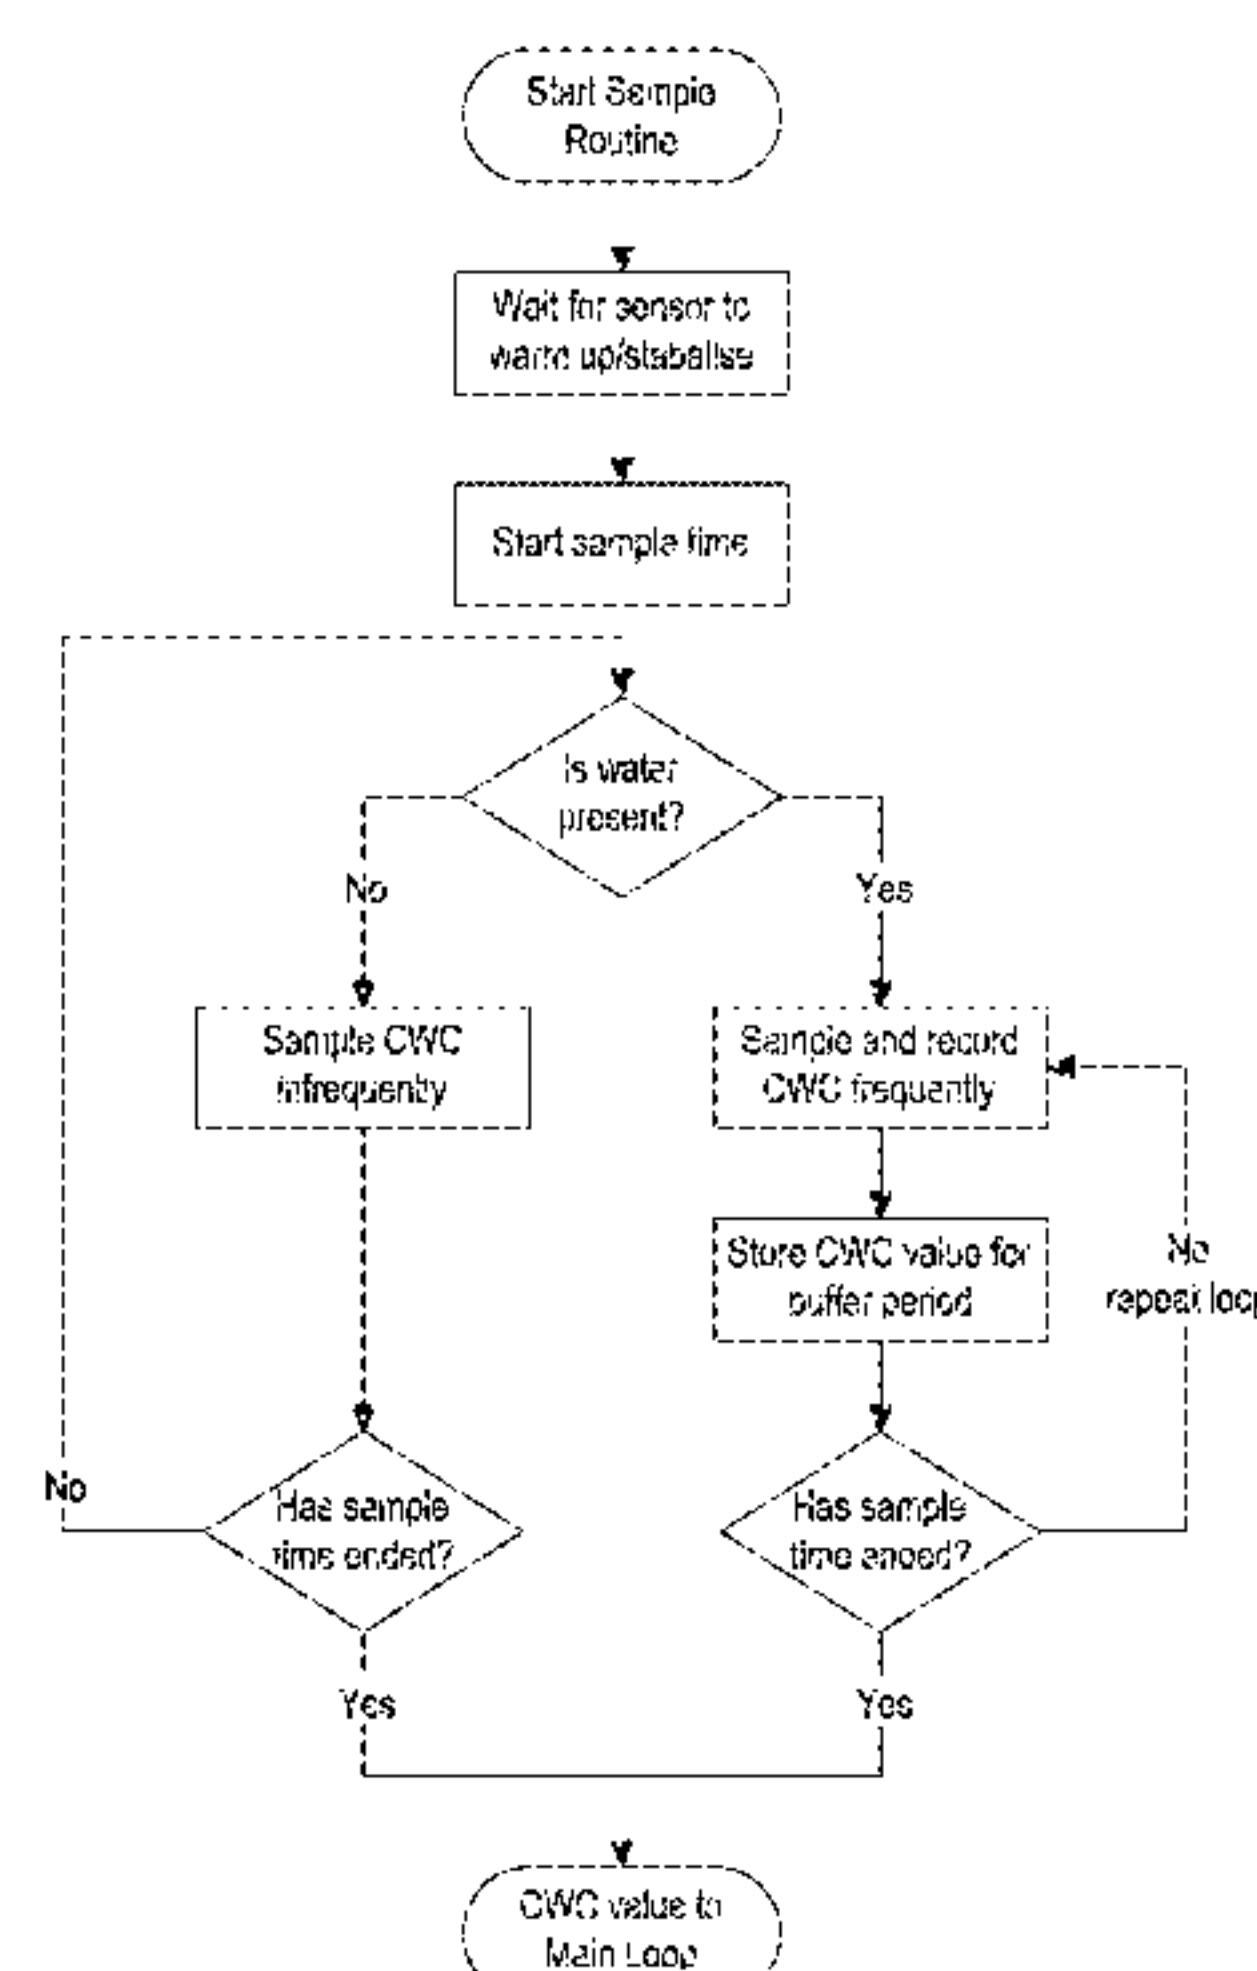 Start Sample
Routine
Wait for sensor to
warm up/stabalise
Start sample time
Is water
present?
No
Yes
Sample CWC
infrequently
Sample and record
CWC frequantly
Store CWC value for
buffer period
No
repeat loop
No
Has sample
time ended?
Has sample
time ended?
Yes
Yes
CWC value to
Main Loop